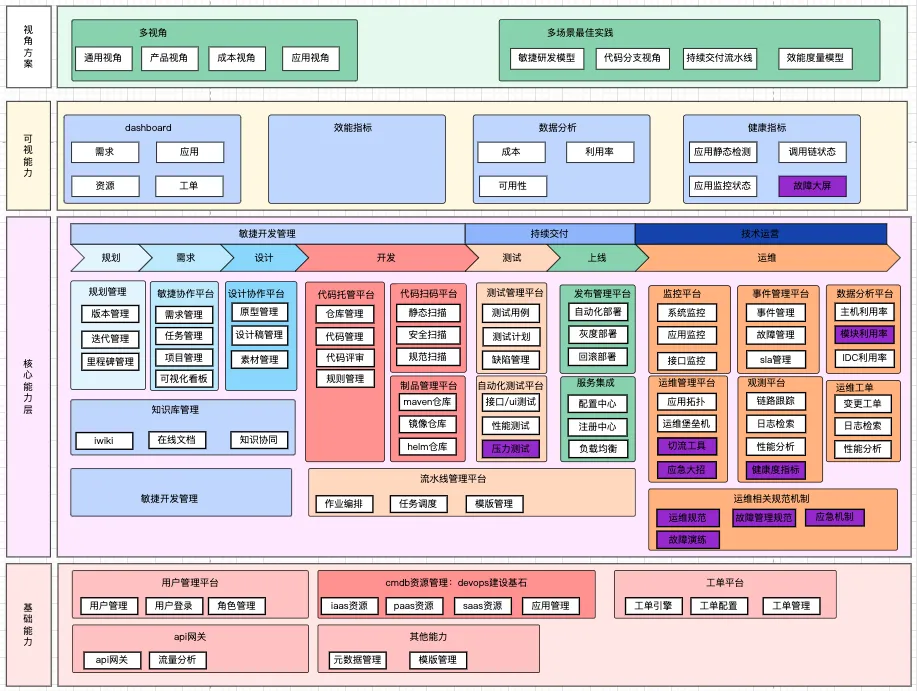 视角方案
多视角
通用视角
产品视角
成本视角
应用视角
多场景最佳实践
敏捷研发模型
代码分支视角
持续交付流水线
效能度量模型
可视能力
dashboard
需求
应用
资源
工单
效能指标
数据分析
成本
利用率
可用性
健康指标
应用静态检测
调用链状态
应用监控状态
故障大屏
核心能力层
敏捷开发管理
持续交付
技术运营
规划
需求
设计
开发
测试
上线
运维
规划管理
版本管理
迭代管理
里程碑管理
敏捷协作平台
需求管理
任务管理
项目管理
可视化看板
设计协作平台
原型管理
设计稿管理
素材管理
知识库管理
iwiki
在线文档
知识协同
敏捷开发管理
代码托管平台
仓库管理
代码管理
代码评审
规则管理
代码扫码平台
静态扫描
安全扫描
规范扫描
制品管理平台
maven仓库
镜像仓库
helm仓库
测试管理平台
测试用例
测试计划
缺陷管理
自动化测试平台
接口/ui测试
性能测试
压力测试
发布管理平台
自动化部署
灰度部署
回滚部署
服务集成
配置中心
注册中心
负载均衡
流水线管理平台
作业编排
任务调度
模版管理
监控平台
系统监控
应用监控
接口监控
运维管理平台
应用拓扑
运维堡垒机
切流工具
应急大招
事件管理平台
事件管理
故障管理
sla管理
观测平台
链路跟踪
日志检索
性能分析
健康度指标
数据分析平台
主机利用率
模块利用率
IDC利用率
运维工单
变更工单
日志检索
性能分析
运维相关规范机制
运维规范
故障管理规范
应急机制
故障演练
基础能力
用户管理平台
用户管理
用户登录
角色管理
cmdb资源管理：devops建设基石
iaas资源
paas资源
saas资源
应用管理
工单平台
工单引擎
工单配置
工单管理
api网关
api网关
流量分析
其他能力
元数据管理
模版管理